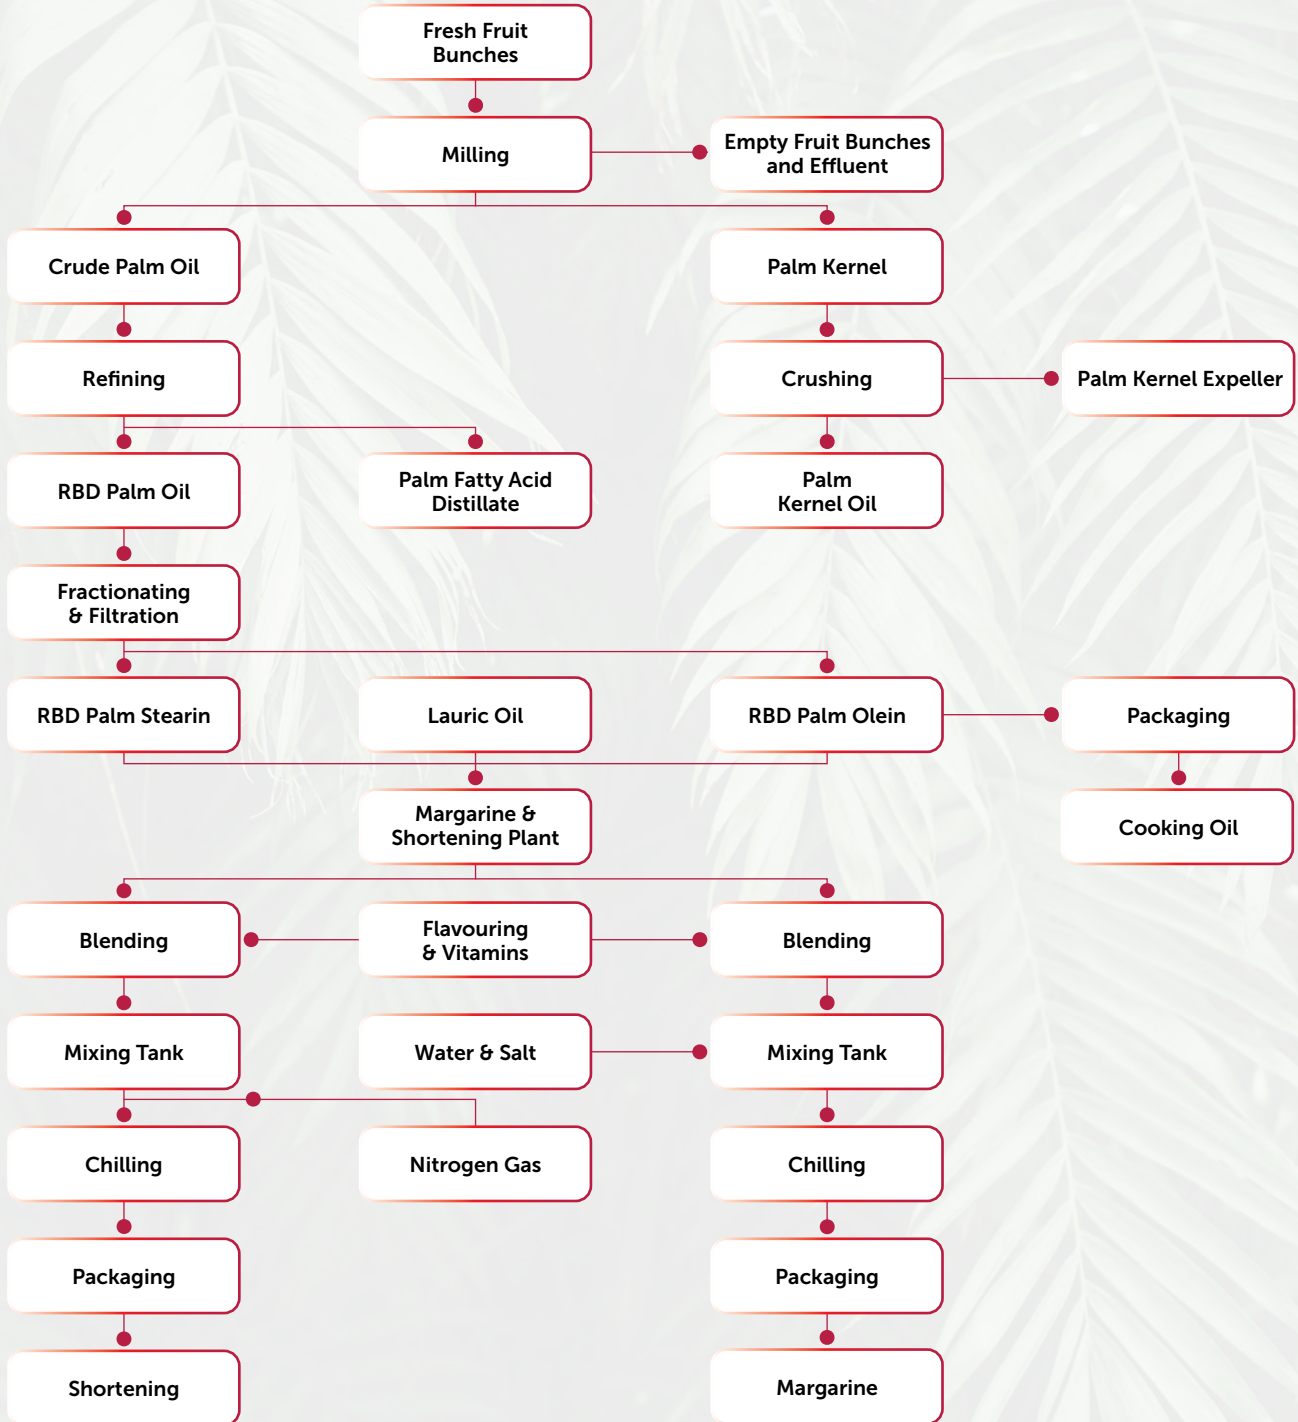 Fresh Fruit
Bunches
Milling
Empty Fruit Bunches
and Effluent
Crude Palm Oil
Palm Kernel
Refining
Crushing
Palm Kernel Expeller
RBD Palm Oil
Palm Fatty Acid
Distillate
Palm
Kernel Oil
Fractionating
& Filtration
RBD Palm Stearin
Lauric Oil
RBD Palm Olein
Packaging
Margarine &
Shortening Plant
Cooking Oil
Blending
Flavouring
& Vitamins
Blending
Mixing Tank
Water & Salt
Mixing Tank
Chilling
Nitrogen Gas
Chilling
Packaging
Packaging
Shortening
Margarine